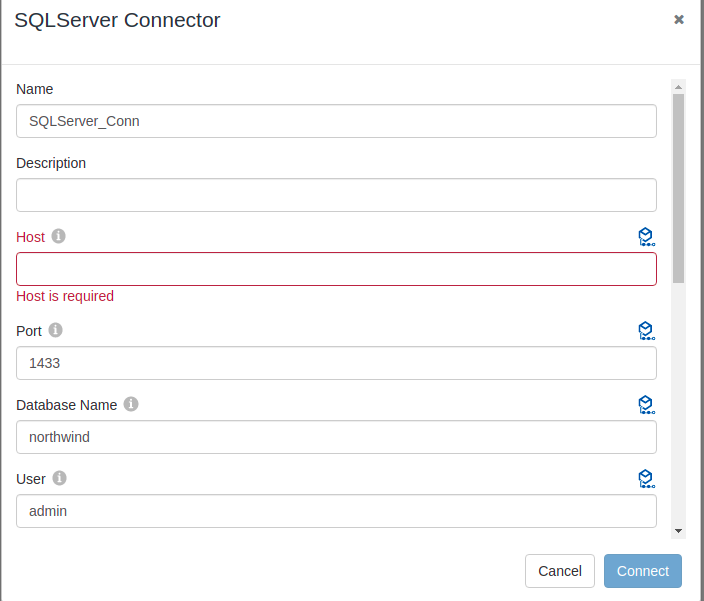 SQLServer Connector
Name
SQLServer_Conn
Description
Host
Host is required
Port
1433
Database Name
northwind
User
admin
Cancel
Connect